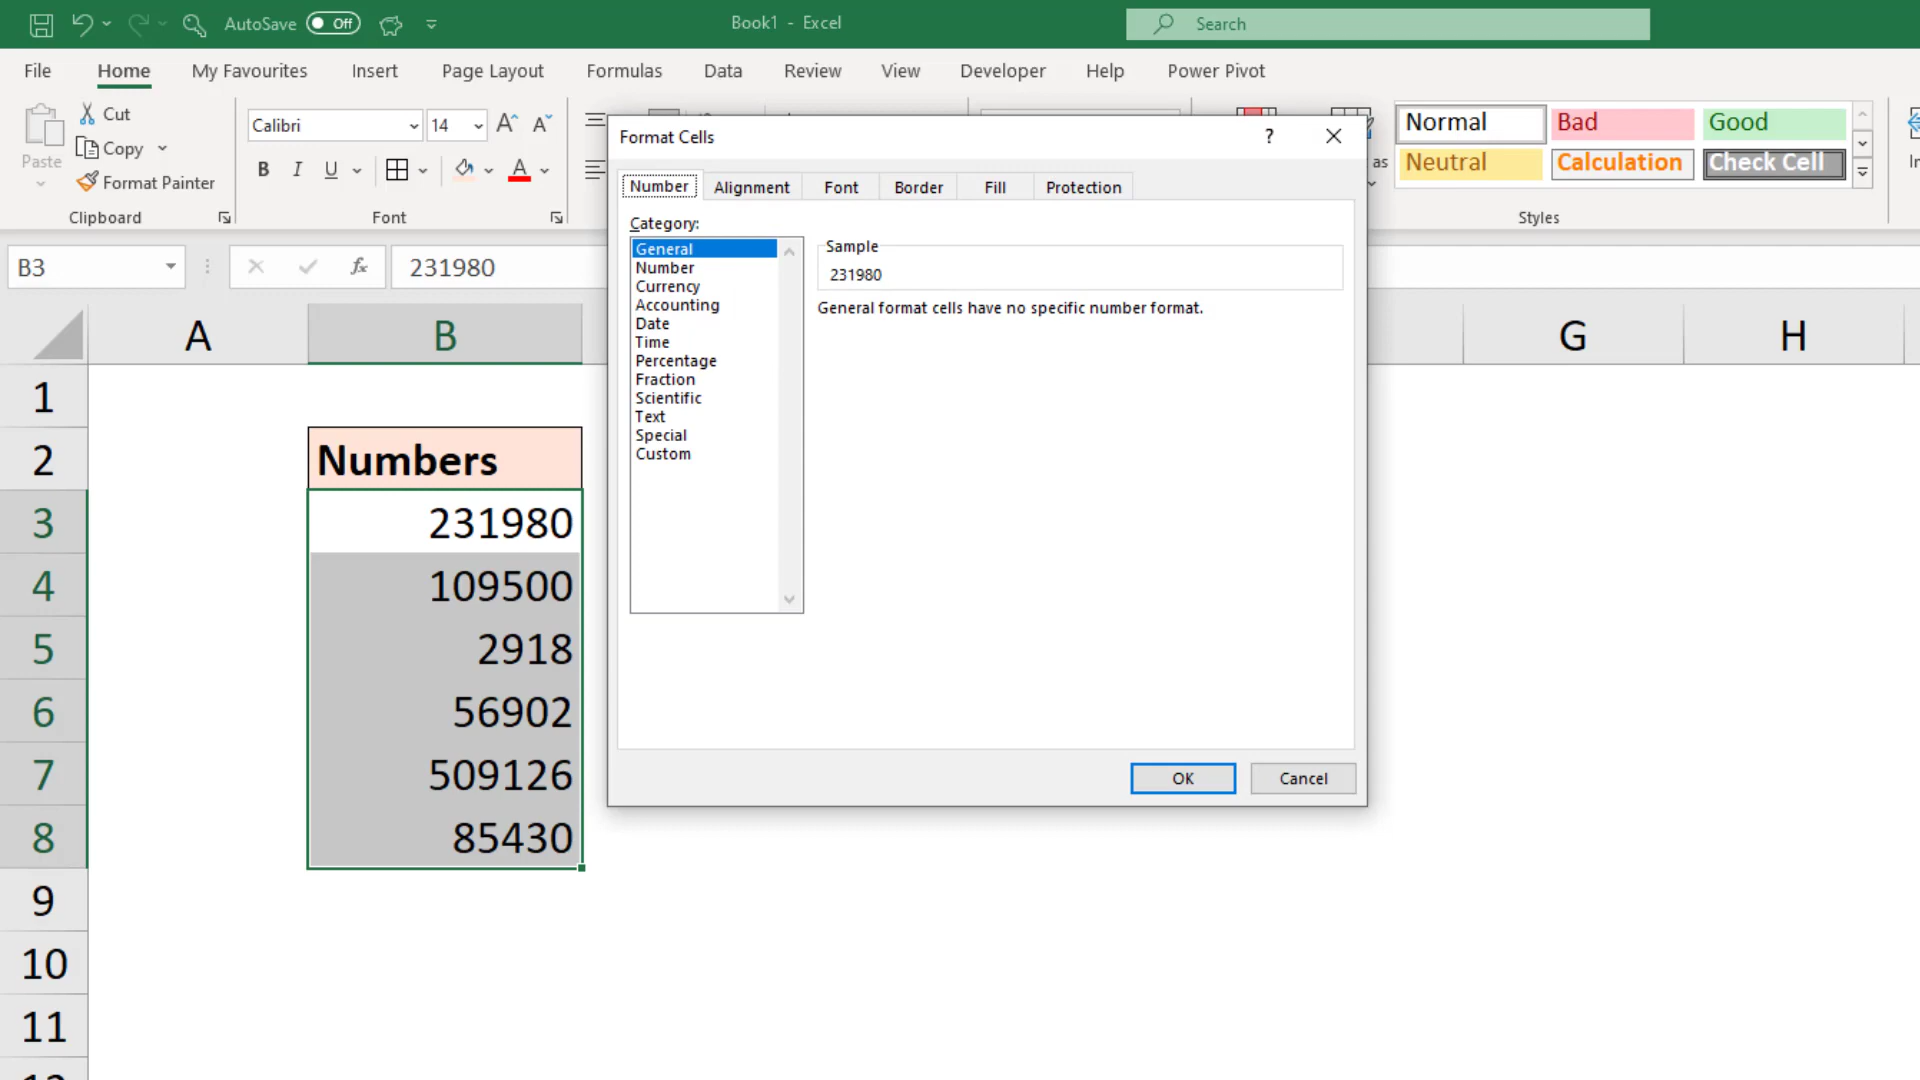 AutoSave Off
Book1 - Excel
Search
File Home My Favourites Insert Page Layout Formulas Data Review View Developer Help Power Pivot
Paste
Cut
Copy
Format Painter
Clipboard
Calibri 14
B I U A
Font
as
Normal Bad Good
Neutral Calculation Check Cell
Styles
B3 fx 231980
Format Cells ?
Number Alignment Font Border Fill Protection
Category:
General
Number
Currency
Accounting
Date
Time
Percentage
Fraction
Scientific
Text
Special
Custom
Sample
231980
General format cells have no specific number format.
OK Cancel
A B G H
1
2 Numbers
3 231980
4 109500
5 2918
6 56902
7 509126
8 85430
9
10
11